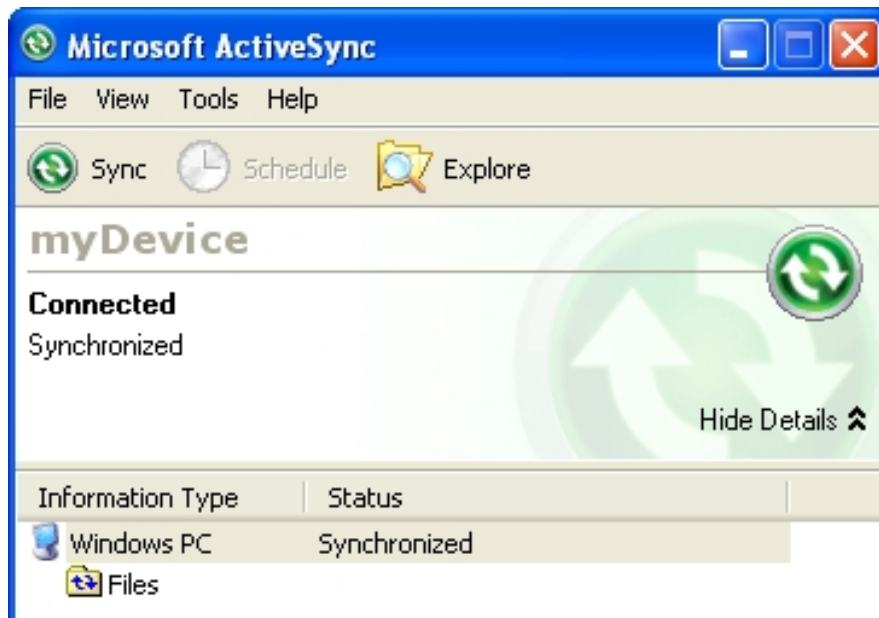 Microsoft ActiveSync
File View Tools Help
Sync Schedule Explore
myDevice
Connected
Synchronized
Hide Details
Information Type Status
Windows PC Synchronized
Files